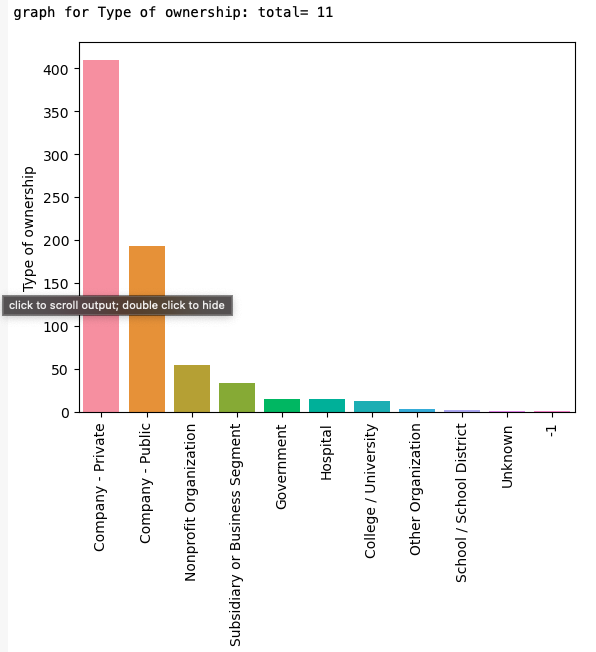 graph for Type of ownership: total= 11
400
350
300
250
200
150
100
50
0
Type of ownership
click to scroll output; double click to hide
Company - Private
Company - Public
Nonprofit Organization
Subsidiary or Business Segment
Government
Hospital
College / University
Other Organization
School / School District
Unknown
-1